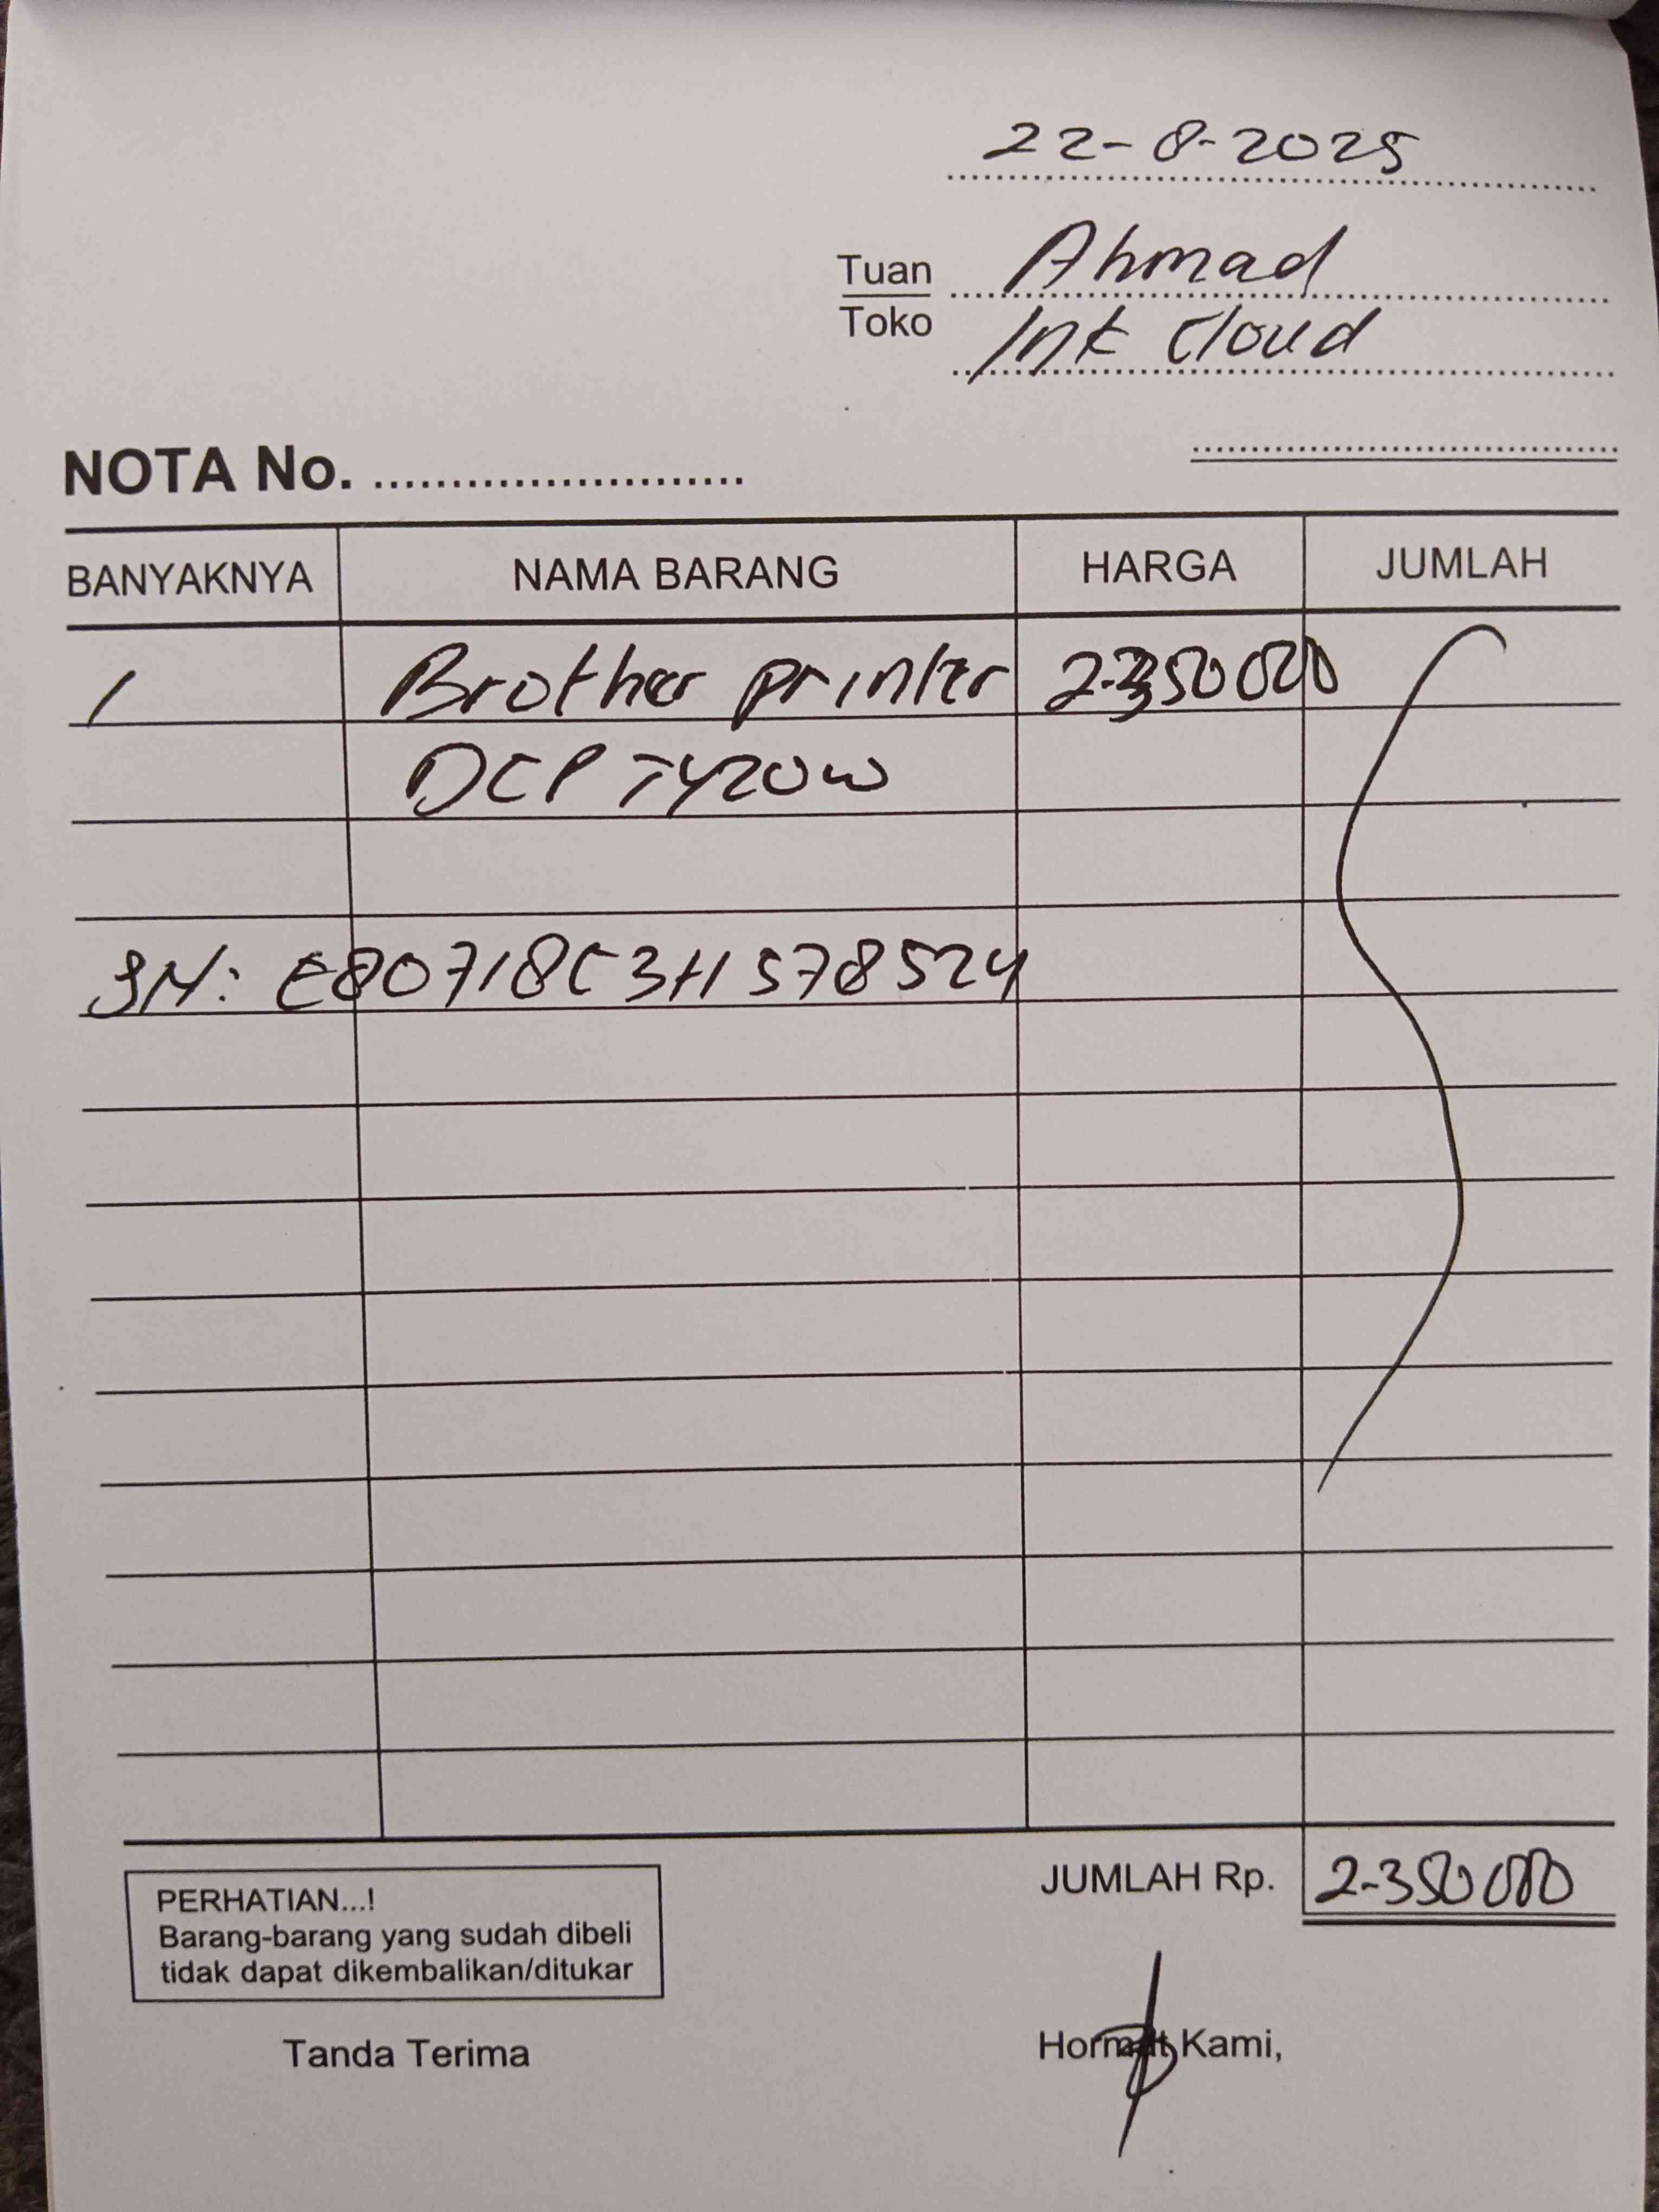 22-8-2025
Tuan Ahmad
Toko Ink Cloud
NOTA No. ........................
BANYAKNYA NAMA BARANG HARGA JUMLAH
1 Brother printer 2.350000
DCP T420W
SN: E80718C3H578524
JUMLAH Rp. 2.350000
PERHATIAN...!
Barang-barang yang sudah dibeli
tidak dapat dikembalikan/ditukar
Tanda Terima Hormat Kami,